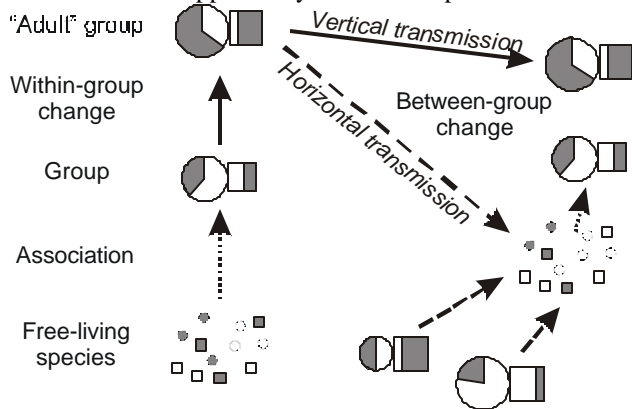 "Adult" group
Vertical transmission
Within-group
change
Horizontal transmission
Between-group
change
Group
Association
Free-living
species